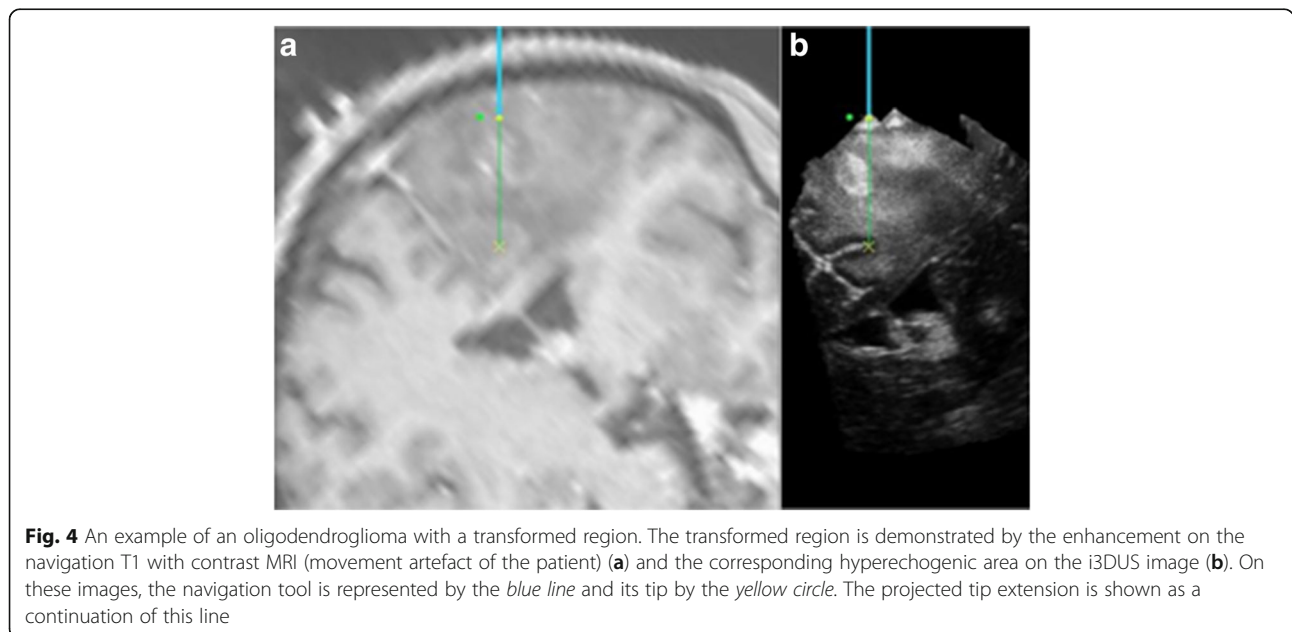 a
b
Fig. 4 An example of an oligodendroglioma with a transformed region. The transformed region is demonstrated by the enhancement on the
navigation T1 with contrast MRI (movement artefact of the patient) (a) and the corresponding hyperechogenic area on the i3DUS image (b). On
these images, the navigation tool is represented by the blue line and its tip by the yellow circle. The projected tip extension is shown as a
continuation of this line